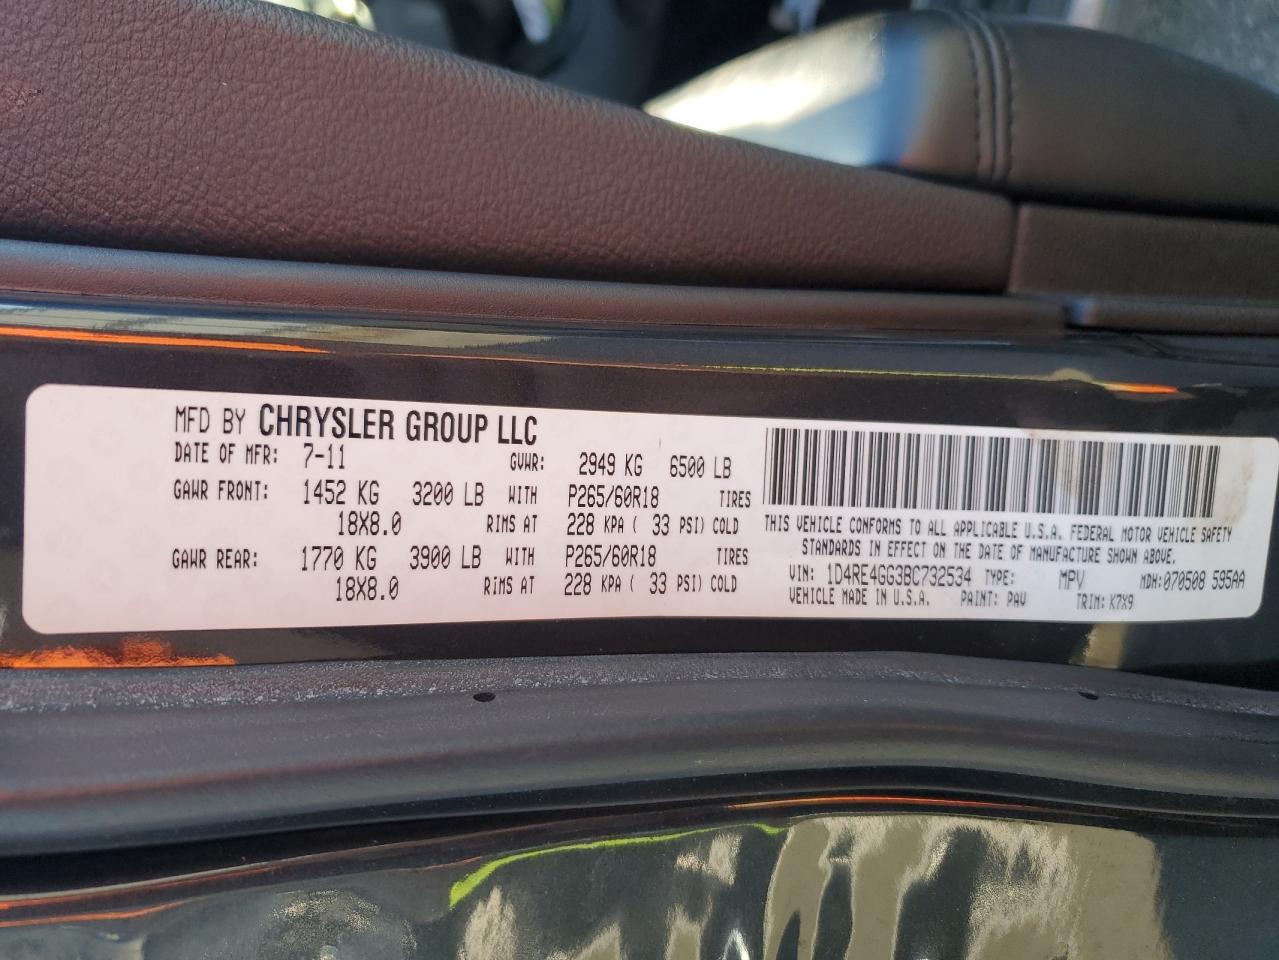 MFD BY CHRYSLER GROUP LLC
DATE OF MFR: 7-11 GVWR: 2949 KG 6500 LB
GAWR FRONT: 1452 KG 3200 LB WITH P265/60R18 TIRES
18X8.0 RIMS AT 228 KPA ( 33 PSI) COLD
GAWR REAR: 1770 KG 3900 LB WITH P265/60R18 TIRES
18X8.0 RIMS AT 228 KPA ( 33 PSI) COLD
THIS VEHICLE CONFORMS TO ALL APPLICABLE U.S.A. FEDERAL MOTOR VEHICLE SAFETY
STANDARDS IN EFFECT ON THE DATE OF MANUFACTURE SHOWN ABOVE.
VIN: 1D4RE4GG3BC732534 TYPE: MPV MDH:070508 595AA
VEHICLE MADE IN U.S.A. PAINT: PAV TRIM: K7X9